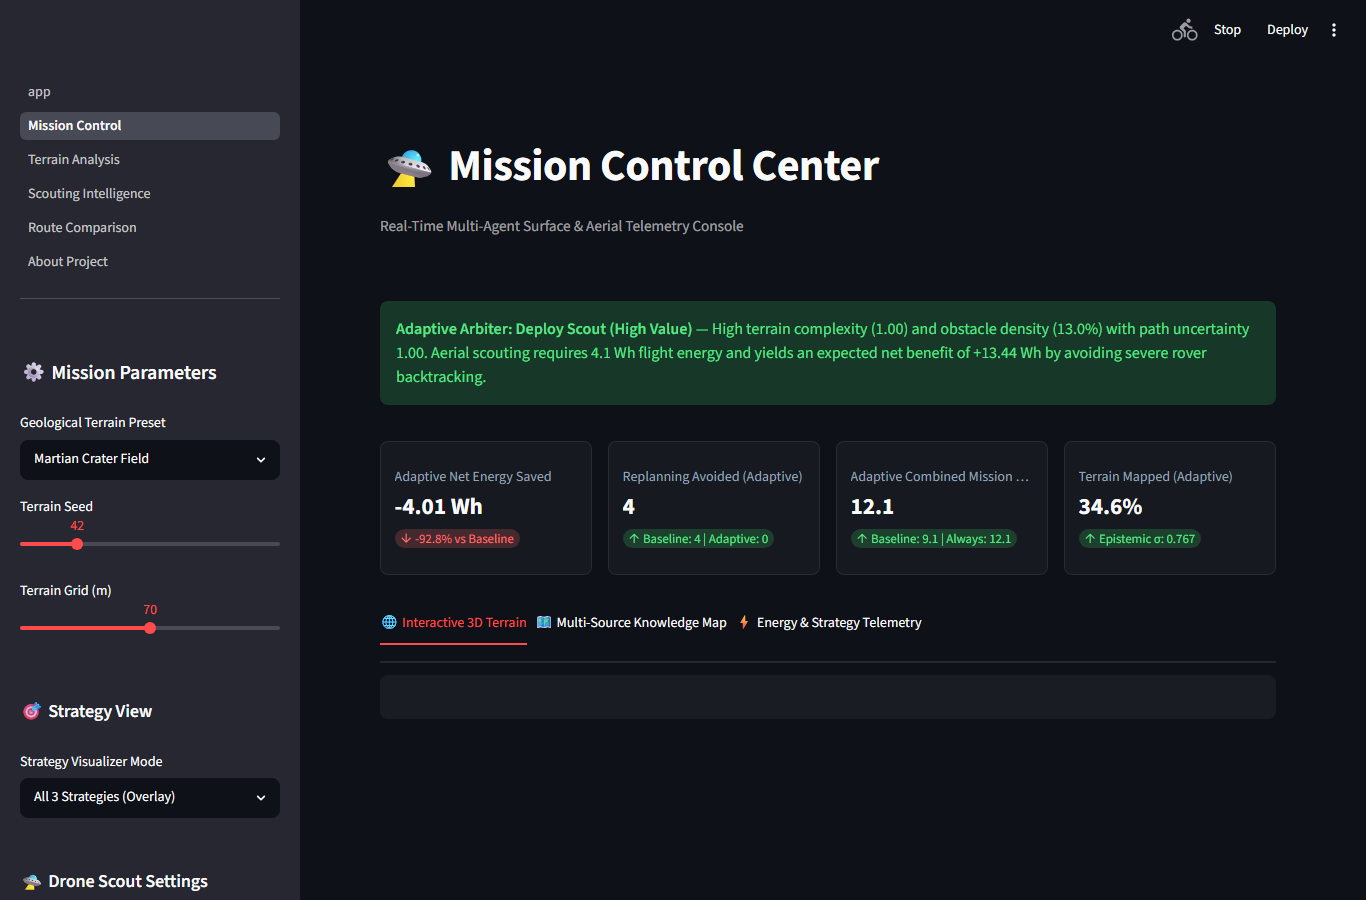 Stop
Deploy
app
Mission Control
Terrain Analysis
Scouting Intelligence
Route Comparison
About Project
Mission Parameters
Geological Terrain Preset
Martian Crater Field
Terrain Seed
42
Terrain Grid (m)
70
Strategy View
Strategy Visualizer Mode
All 3 Strategies (Overlay)
Drone Scout Settings
Mission Control Center
Real-Time Multi-Agent Surface & Aerial Telemetry Console
Adaptive Arbiter: Deploy Scout (High Value) — High terrain complexity (1.00) and obstacle density (13.0%) with path uncertainty
1.00. Aerial scouting requires 4.1 Wh flight energy and yields an expected net benefit of +13.44 Wh by avoiding severe rover
backtracking.
Adaptive Net Energy Saved
-4.01 Wh
↓ -92.8% vs Baseline
Replanning Avoided (Adaptive)
4
↑ Baseline: 4 | Adaptive: 0
Adaptive Combined Mission ...
12.1
↑ Baseline: 9.1 | Always: 12.1
Terrain Mapped (Adaptive)
34.6%
↑ Epistemic σ: 0.767
Interactive 3D Terrain
Multi-Source Knowledge Map
Energy & Strategy Telemetry